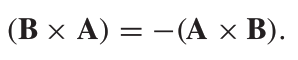 (B × A) = −(A × B).